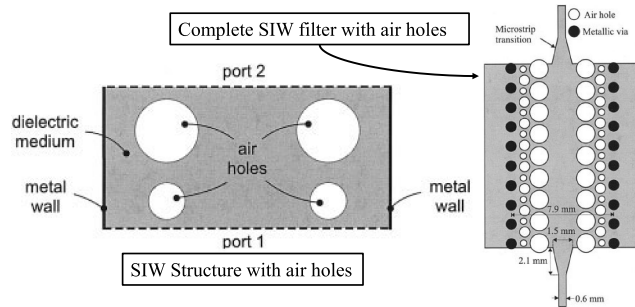 Complete SIW filter with air holes
Air hole
Metallic via
Microstrip
transition
port 2
dielectric
medium
air
holes
metal
wall
metal
wall
port 1
SIW Structure with air holes
7.9 mm
1.5 mm
2.1 mm
0.6 mm